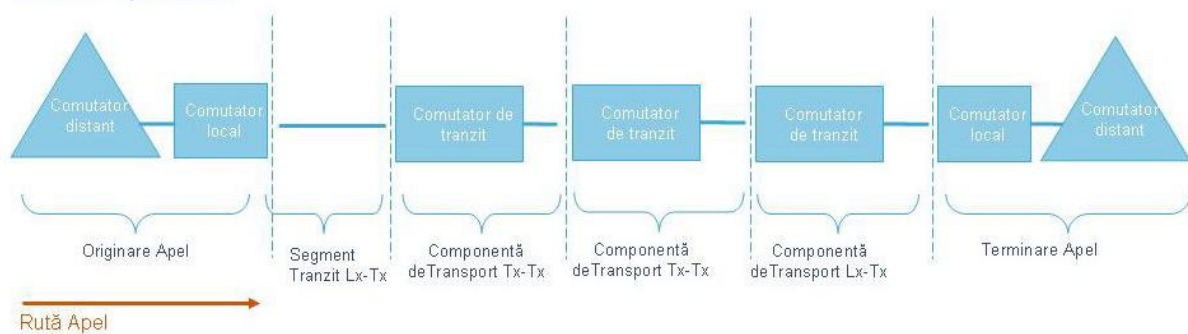 Comutator
distant
Comutator
local
Comutator de
tranzit
Comutator
de tranzit
Comutator
de tranzit
Comutator
local
Comutator
distant
Originare Apel
Segment
Tranzit Lx-Tx
Componentă
deTransport Tx-Tx
Componentă
deTransport Tx-Tx
Componentă
deTransport Lx-Tx
Terminare Apel
Rută Apel